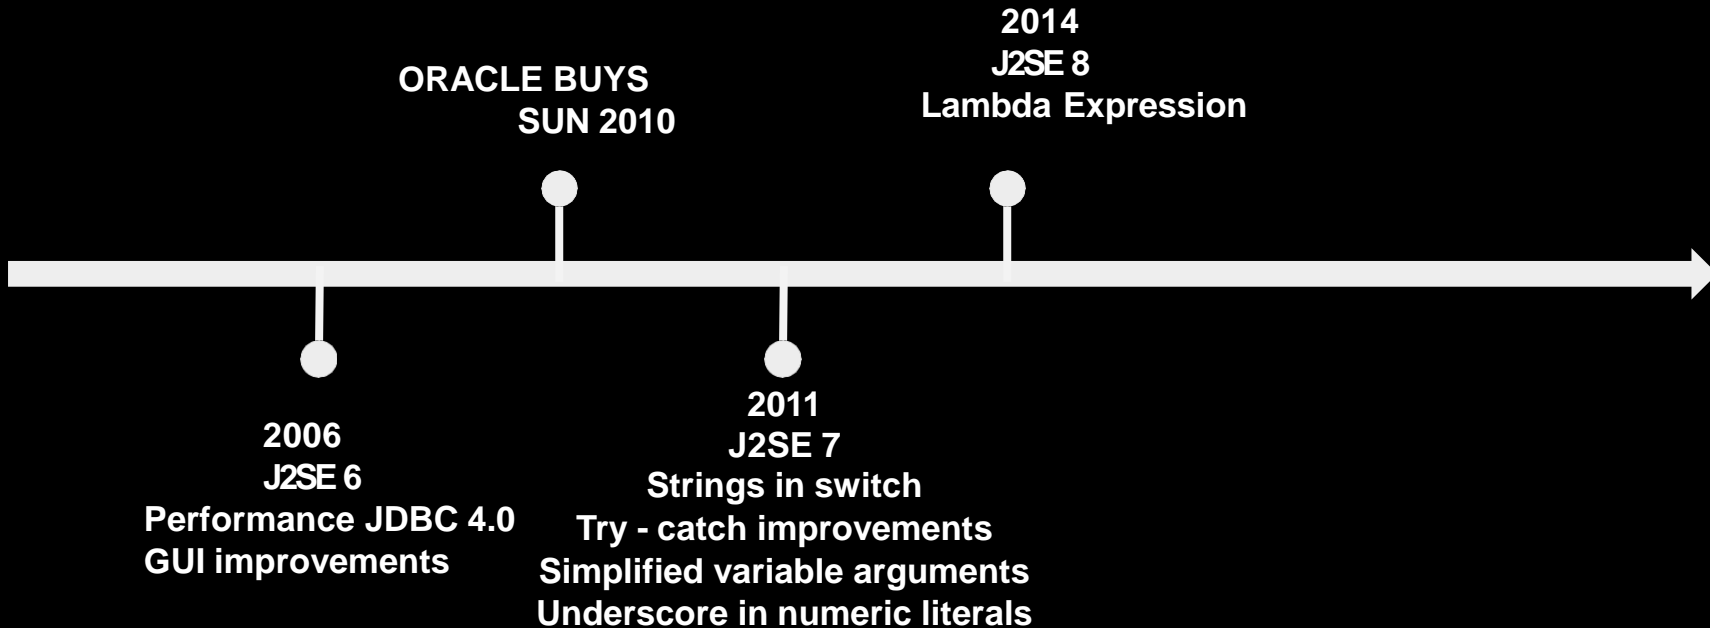 ORACLE BUYS
SUN 2010
2014
J2SE 8
Lambda Expression
2006
J2SE 6
Performance JDBC 4.0
GUI improvements
2011
J2SE 7
Strings in switch
Try - catch improvements
Simplified variable arguments
Underscore in numeric literals